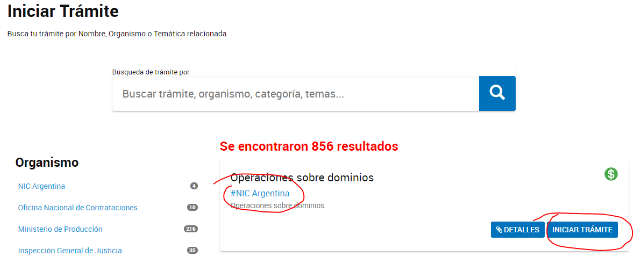 Iniciar Trámite
Busca tu trámite por Nombre, Organismo o Temática relacionada
Búsqueda de trámite por
Buscar trámite, organismo, categoría, temas...
Se encontraron 856 resultados
Organismo
NIC Argentina 4
Oficina Nacional de Contrataciones 10
Ministerio de Producción 216
Inspección General de Justicia
Operaciones sobre dominios
$
#NIC Argentina
Operaciones sobre dominios
DETALLES
INICIAR TRÁMITE